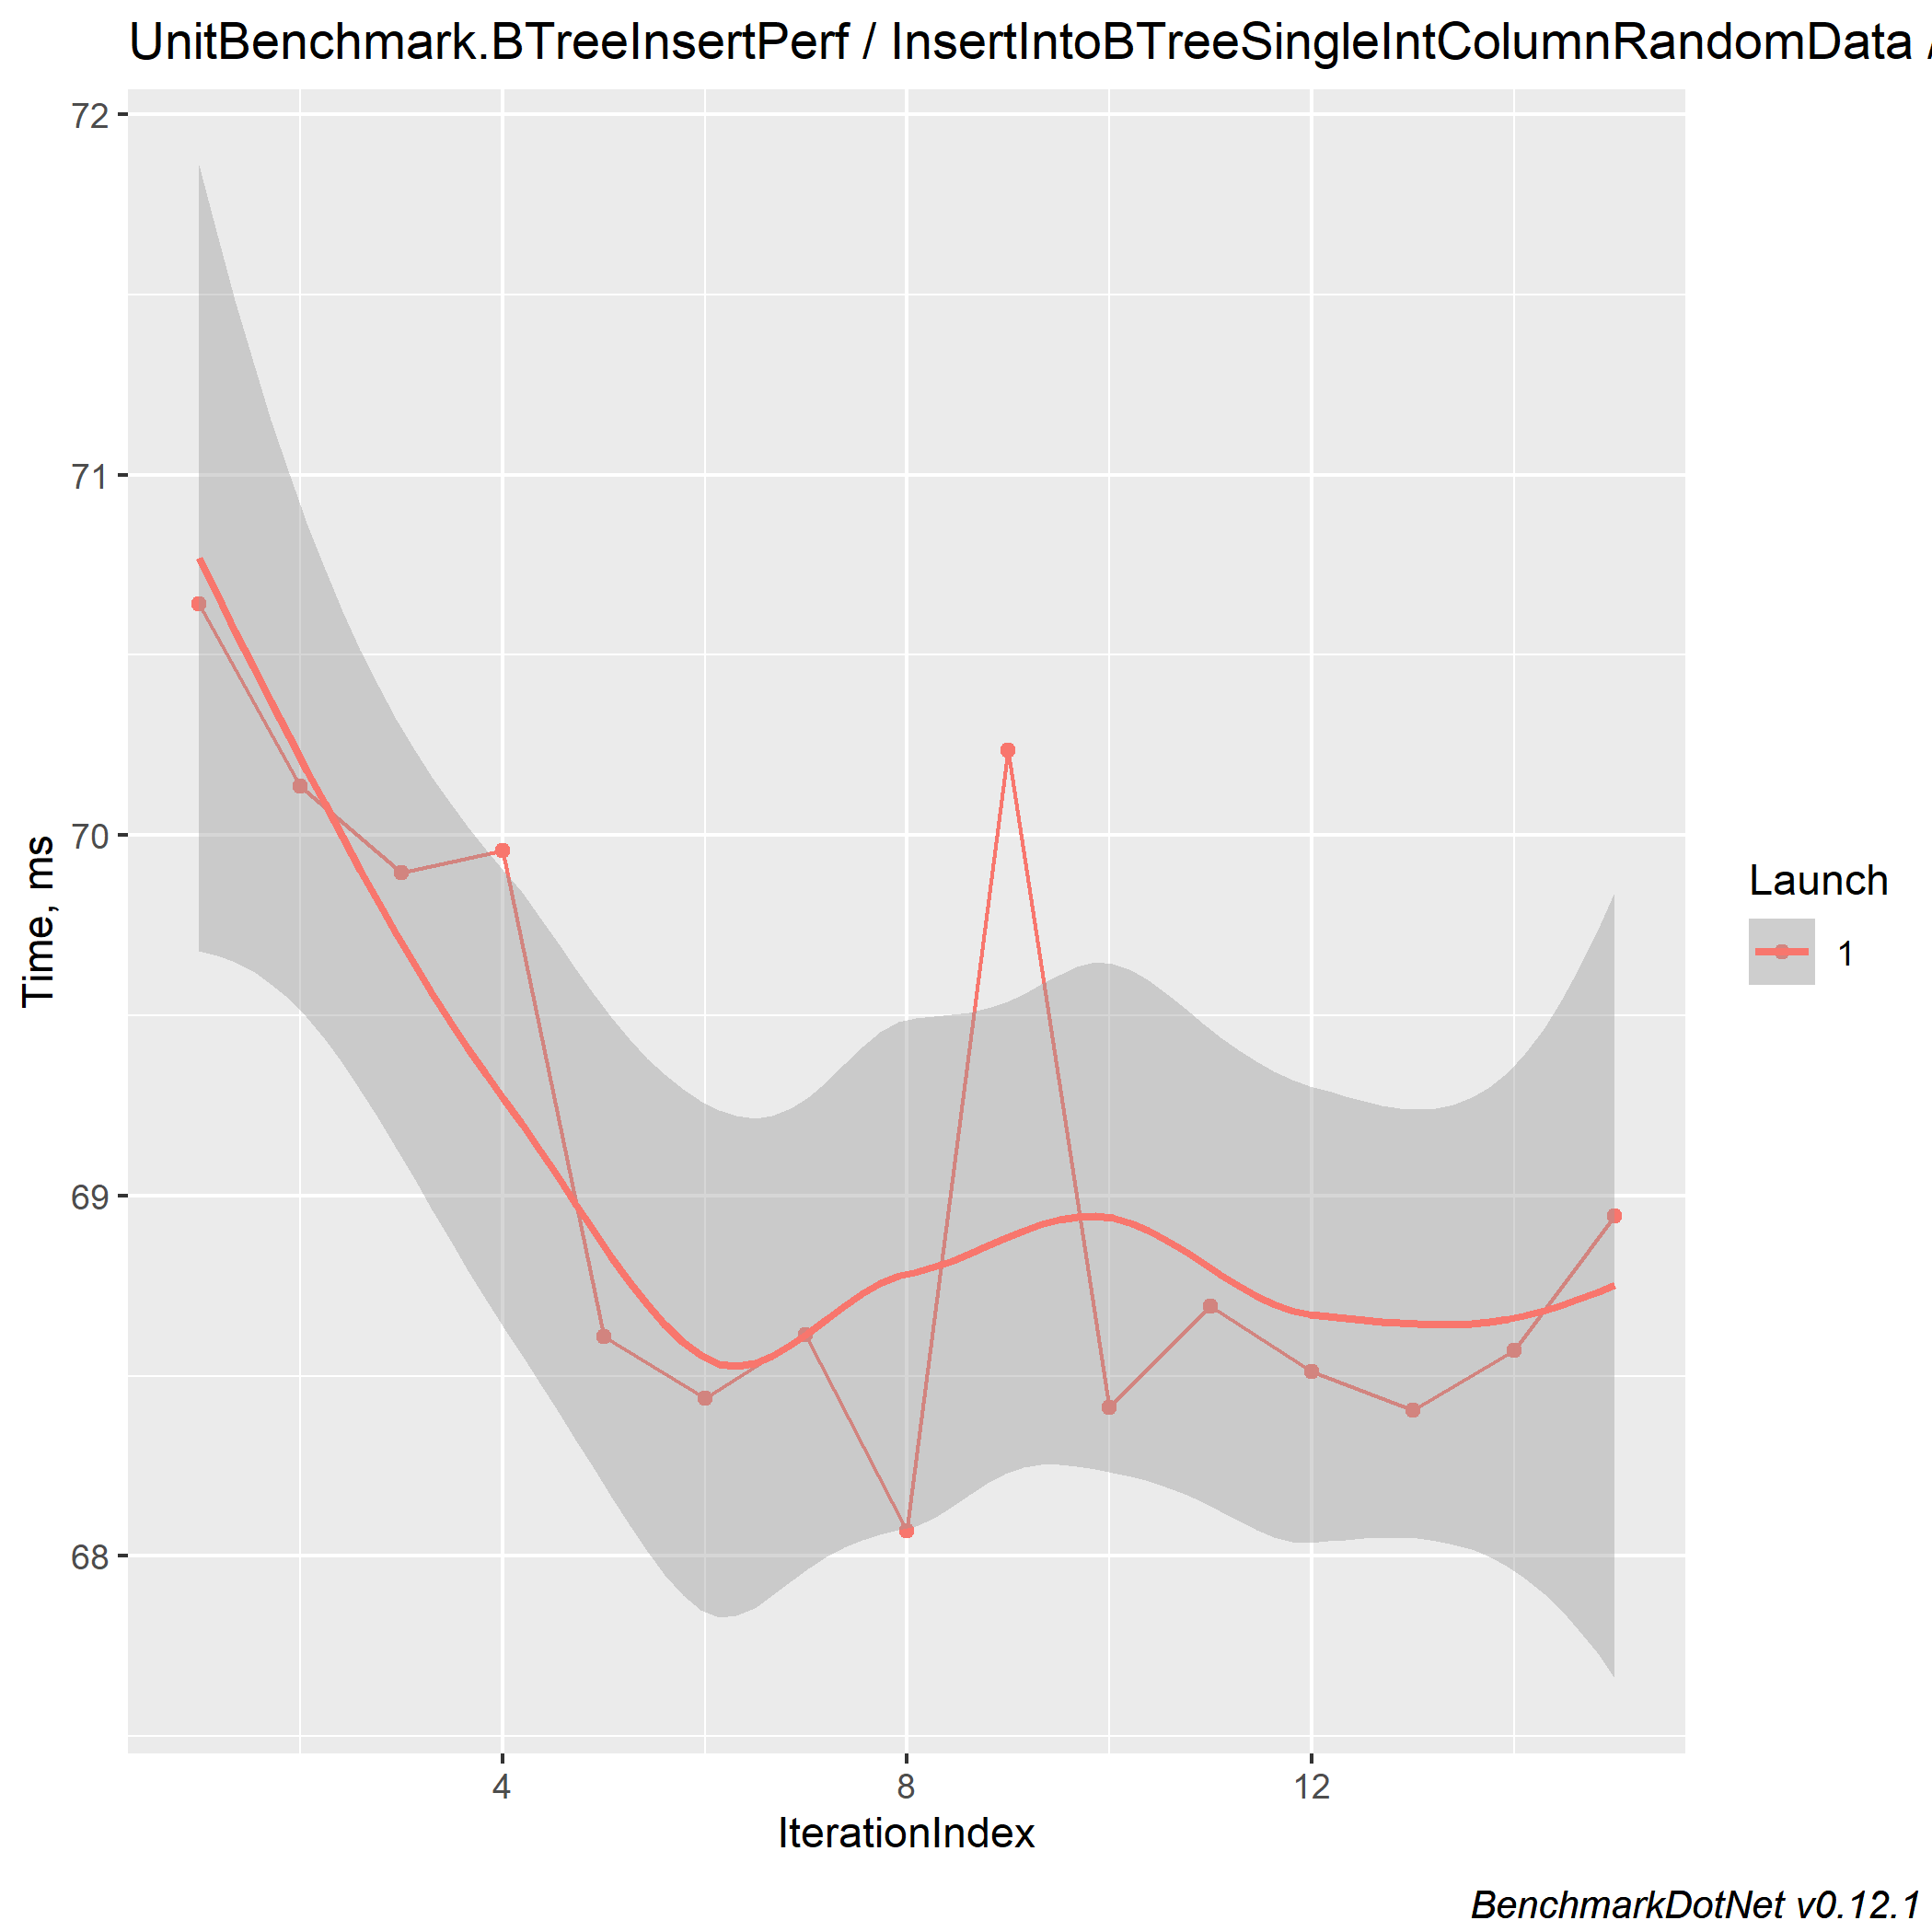 UnitBenchmark.BTreeInsertPerf / InsertIntoBTreeSingleIntColumnRandomData /
72
71
70
69
68
Time, ms
4 8 12
IterationIndex
Launch
1
BenchmarkDotNet v0.12.1